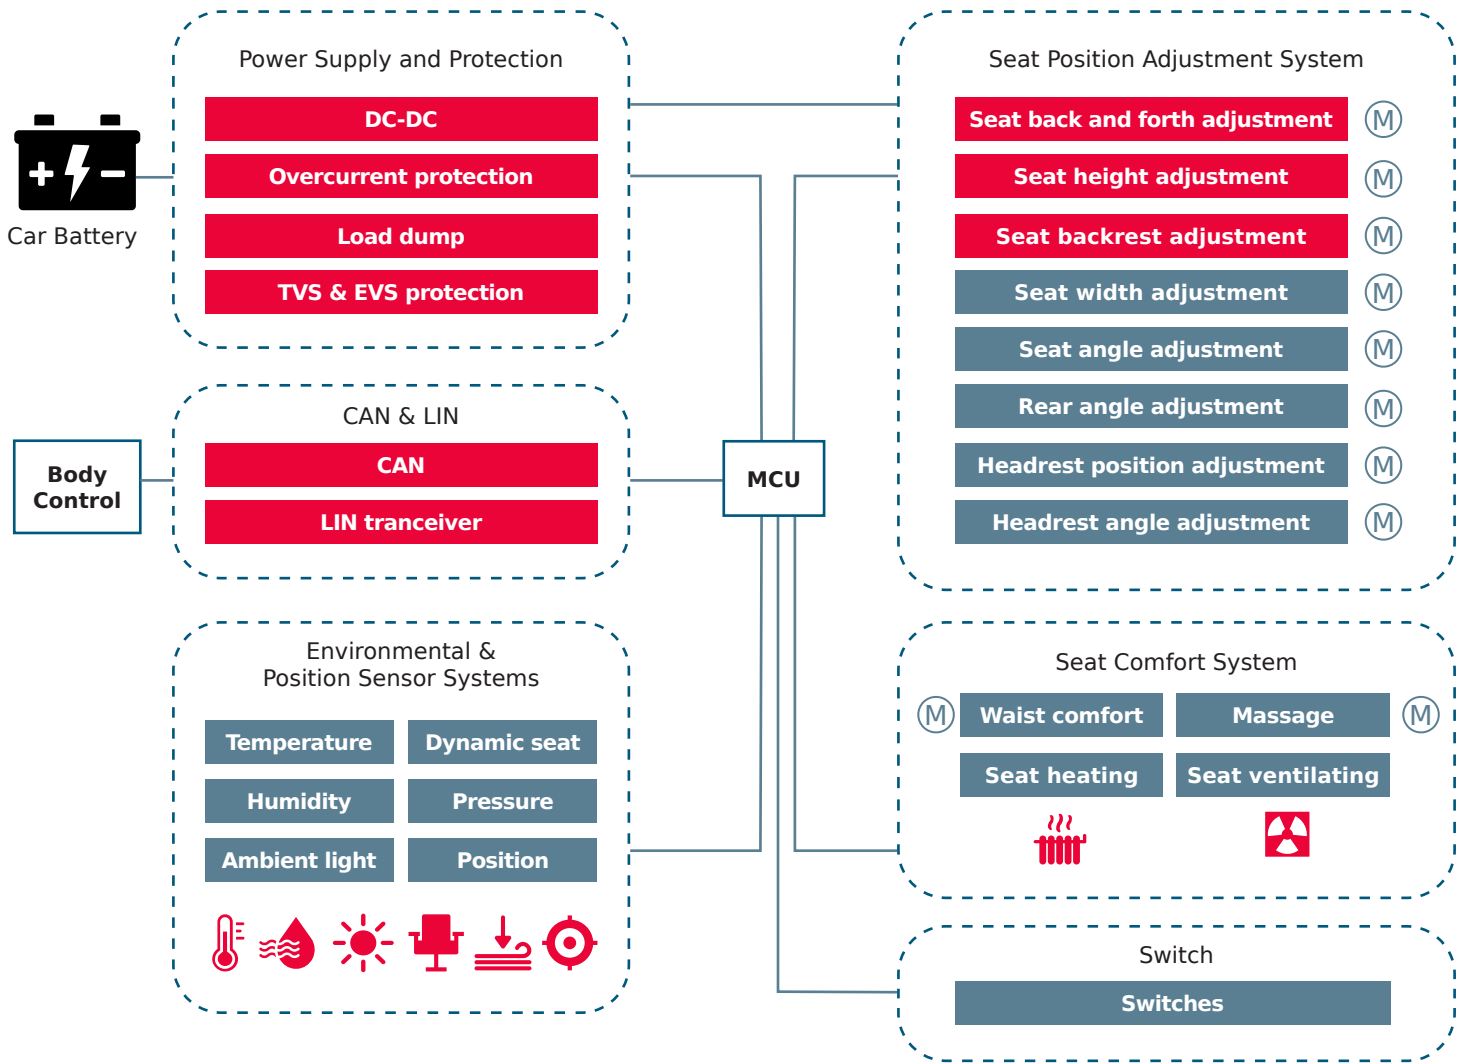 Power Supply and Protection
DC-DC
Overcurrent protection
Load dump
TVS & EVS protection
Car Battery
CAN & LIN
CAN
LIN tranceiver
Body
Control
MCU
Environmental &
Position Sensor Systems
Temperature
Dynamic seat
Humidity
Pressure
Ambient light
Position
Seat Position Adjustment System
Seat back and forth adjustment M
Seat height adjustment M
Seat backrest adjustment M
Seat width adjustment M
Seat angle adjustment M
Rear angle adjustment M
Headrest position adjustment M
Headrest angle adjustment M
Seat Comfort System
M Waist comfort
Massage M
Seat heating
Seat ventilating
Switch
Switches